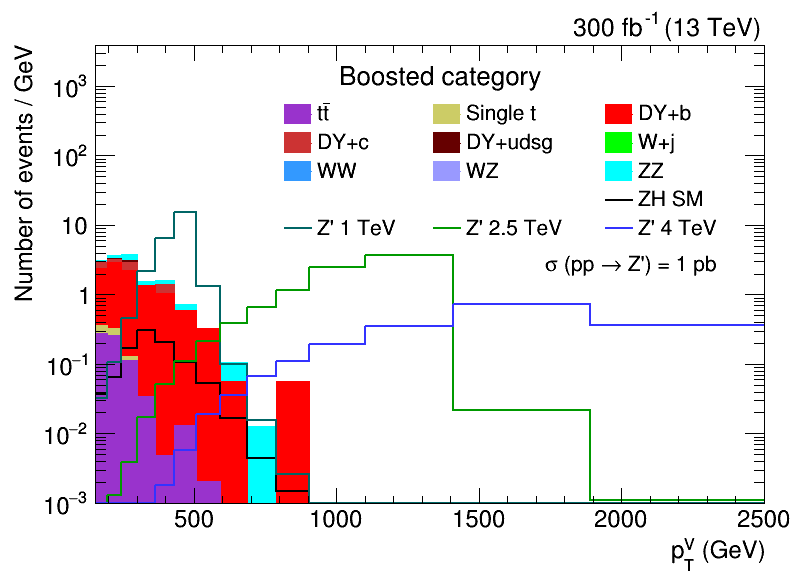 300 fb⁻¹ (13 TeV)
Number of events / GeV
Boosted category
tt̄ Single t DY+b
DY+c DY+udsg W+j
WW WZ ZZ
ZH SM
Z' 1 TeV Z' 2.5 TeV Z' 4 TeV
σ (pp → Z') = 1 pb
10³
10²
10
1
10⁻¹
10⁻²
10⁻³
500 1000 1500 2000 2500
p_T^V (GeV)